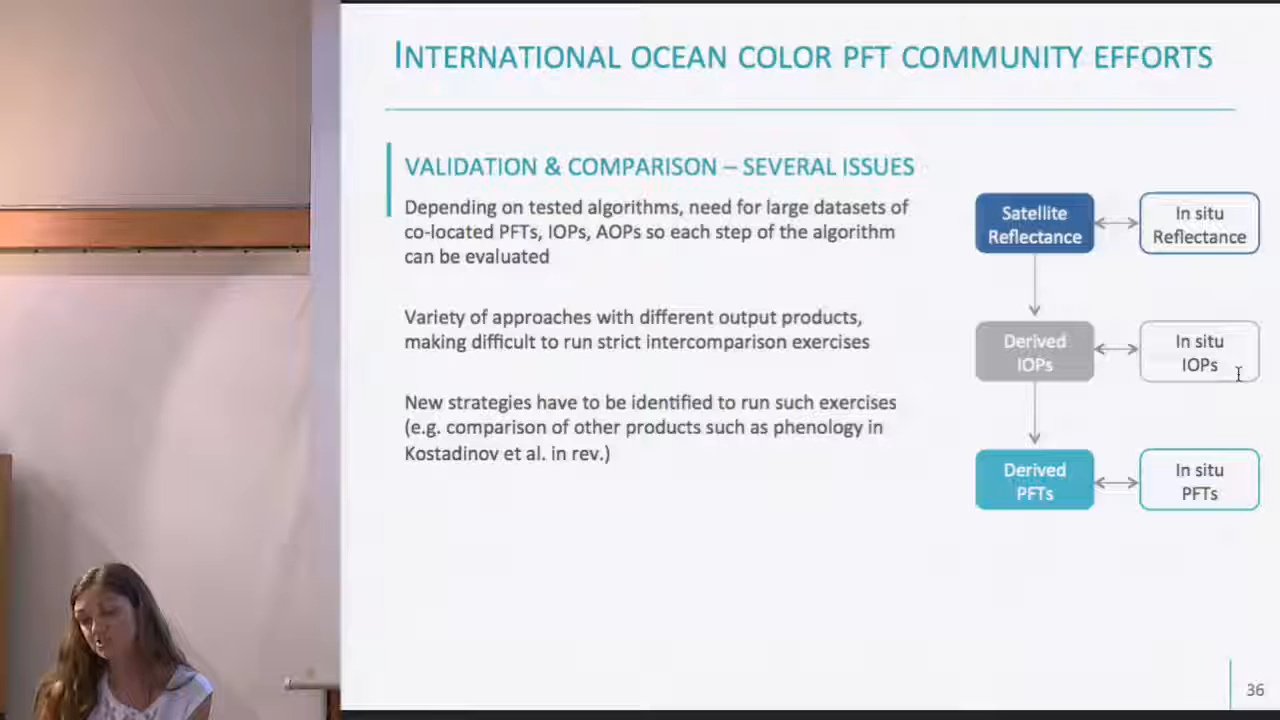 INTERNATIONAL OCEAN COLOR PFT COMMUNITY EFFORTS
VALIDATION & COMPARISON – SEVERAL ISSUES
Depending on tested algorithms, need for large datasets of
co-located PFTs, IOPs, AOPs so each step of the algorithm
can be evaluated
Variety of approaches with different output products,
making difficult to run strict intercomparison exercises
New strategies have to be identified to run such exercises
(e.g. comparison of other products such as phenology in
Kostadinov et al. in rev.)
Satellite
Reflectance
In situ
Reflectance
Derived
IOPs
In situ
IOPs
Derived
PFTs
In situ
PFTs
36